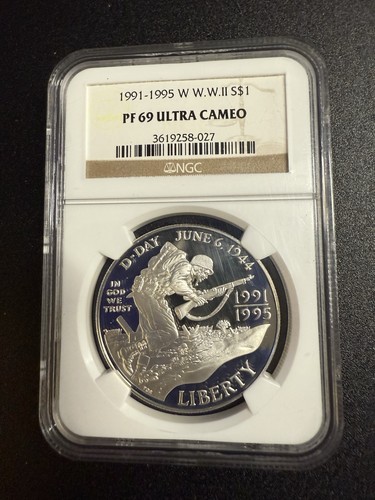 1991-1995 W W.W.II S$1
PF 69 ULTRA CAMEO
3619258-027
NGC
D-DAY JUNE 6, 1944
IN
GOD
WE
TRUST
1991
1995
LIBERTY